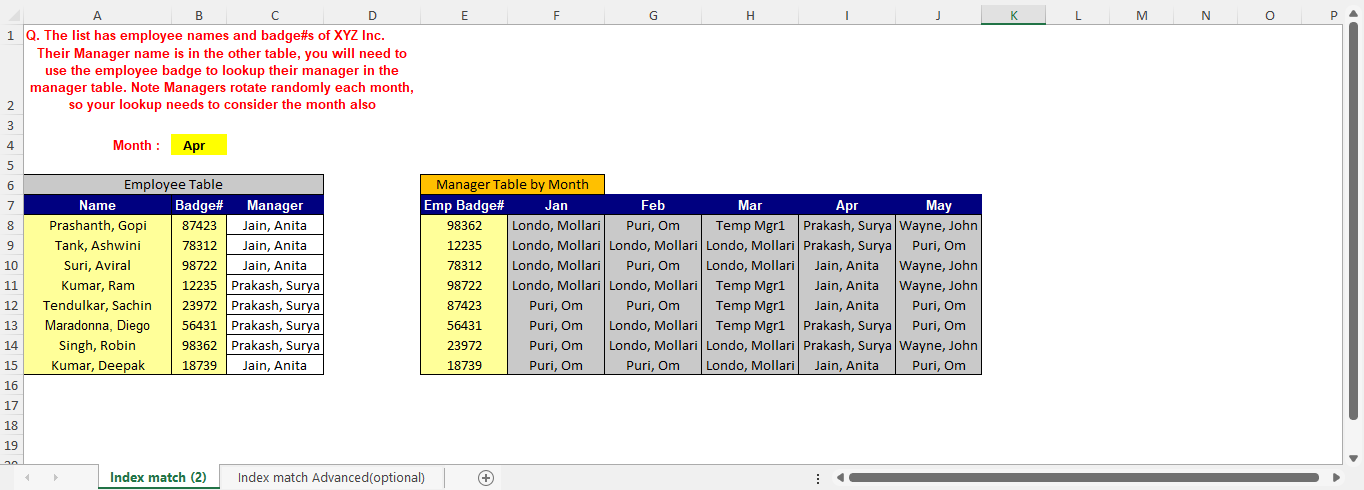 A B C D E F G H I J K L M N O P
1 Q. The list has employee names and badge#s of XYZ Inc.
Their Manager name is in the other table, you will need to
use the employee badge to lookup their manager in the
manager table. Note Managers rotate randomly each month,
2 so your lookup needs to consider the month also
3
4 Month : Apr
5
6 Employee Table Manager Table by Month
7 Name Badge# Manager Emp Badge# Jan Feb Mar Apr May
8 Prashanth, Gopi 87423 Jain, Anita 98362 Londo, Mollari Puri, Om Temp Mgr1 Prakash, Surya Wayne, John
9 Tank, Ashwini 78312 Jain, Anita 12235 Londo, Mollari Londo, Mollari Londo, Mollari Prakash, Surya Puri, Om
10 Suri, Aviral 98722 Jain, Anita 78312 Londo, Mollari Puri, Om Londo, Mollari Jain, Anita Wayne, John
11 Kumar, Ram 12235 Prakash, Surya 98722 Londo, Mollari Londo, Mollari Temp Mgr1 Jain, Anita Wayne, John
12 Tendulkar, Sachin 23972 Prakash, Surya 87423 Puri, Om Puri, Om Temp Mgr1 Jain, Anita Puri, Om
13 Maradonna, Diego 56431 Prakash, Surya 56431 Puri, Om Londo, Mollari Temp Mgr1 Prakash, Surya Puri, Om
14 Singh, Robin 98362 Prakash, Surya 23972 Puri, Om Londo, Mollari Londo, Mollari Prakash, Surya Wayne, John
15 Kumar, Deepak 18739 Jain, Anita 18739 Puri, Om Puri, Om Londo, Mollari Jain, Anita Puri, Om
16
17
18
19
20
Index match (2) Index match Advanced(optional)